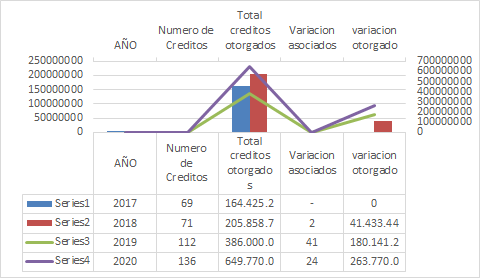 AÑO
Numero de Creditos
Total creditos otorgados
Variacion asociados
variacion otorgado
250000000
200000000
150000000
100000000
50000000
0
700000000
600000000
500000000
400000000
300000000
200000000
100000000
0
AÑO
Numero de Creditos
Total creditos otorgado s
Variacion asociados
variacion otorgado
Series1 2017 69 164.425.2 - 0
Series2 2018 71 205.858.7 2 41.433.44
Series3 2019 112 386.000.0 41 180.141.2
Series4 2020 136 649.770.0 24 263.770.0